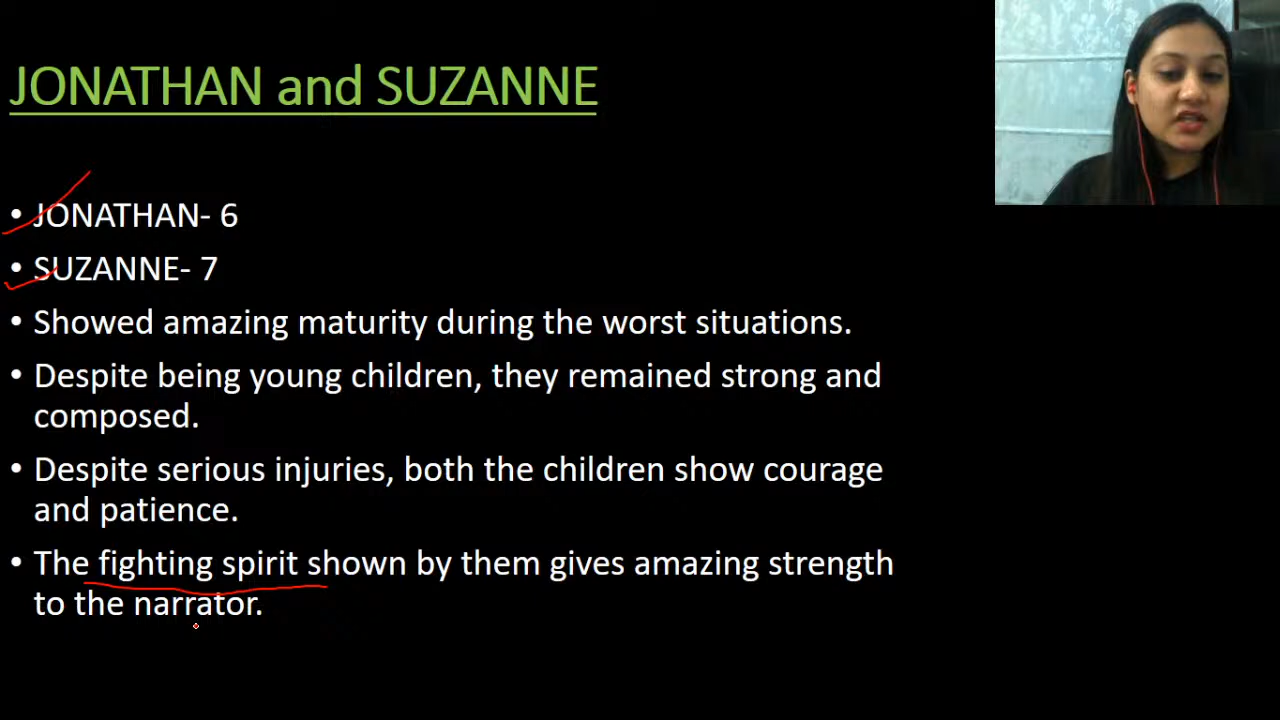 JONATHAN and SUZANNE
• JONATHAN- 6
• SUZANNE- 7
• Showed amazing maturity during the worst situations.
• Despite being young children, they remained strong and
composed.
• Despite serious injuries, both the children show courage
and patience.
• The fighting spirit shown by them gives amazing strength
to the narrator.